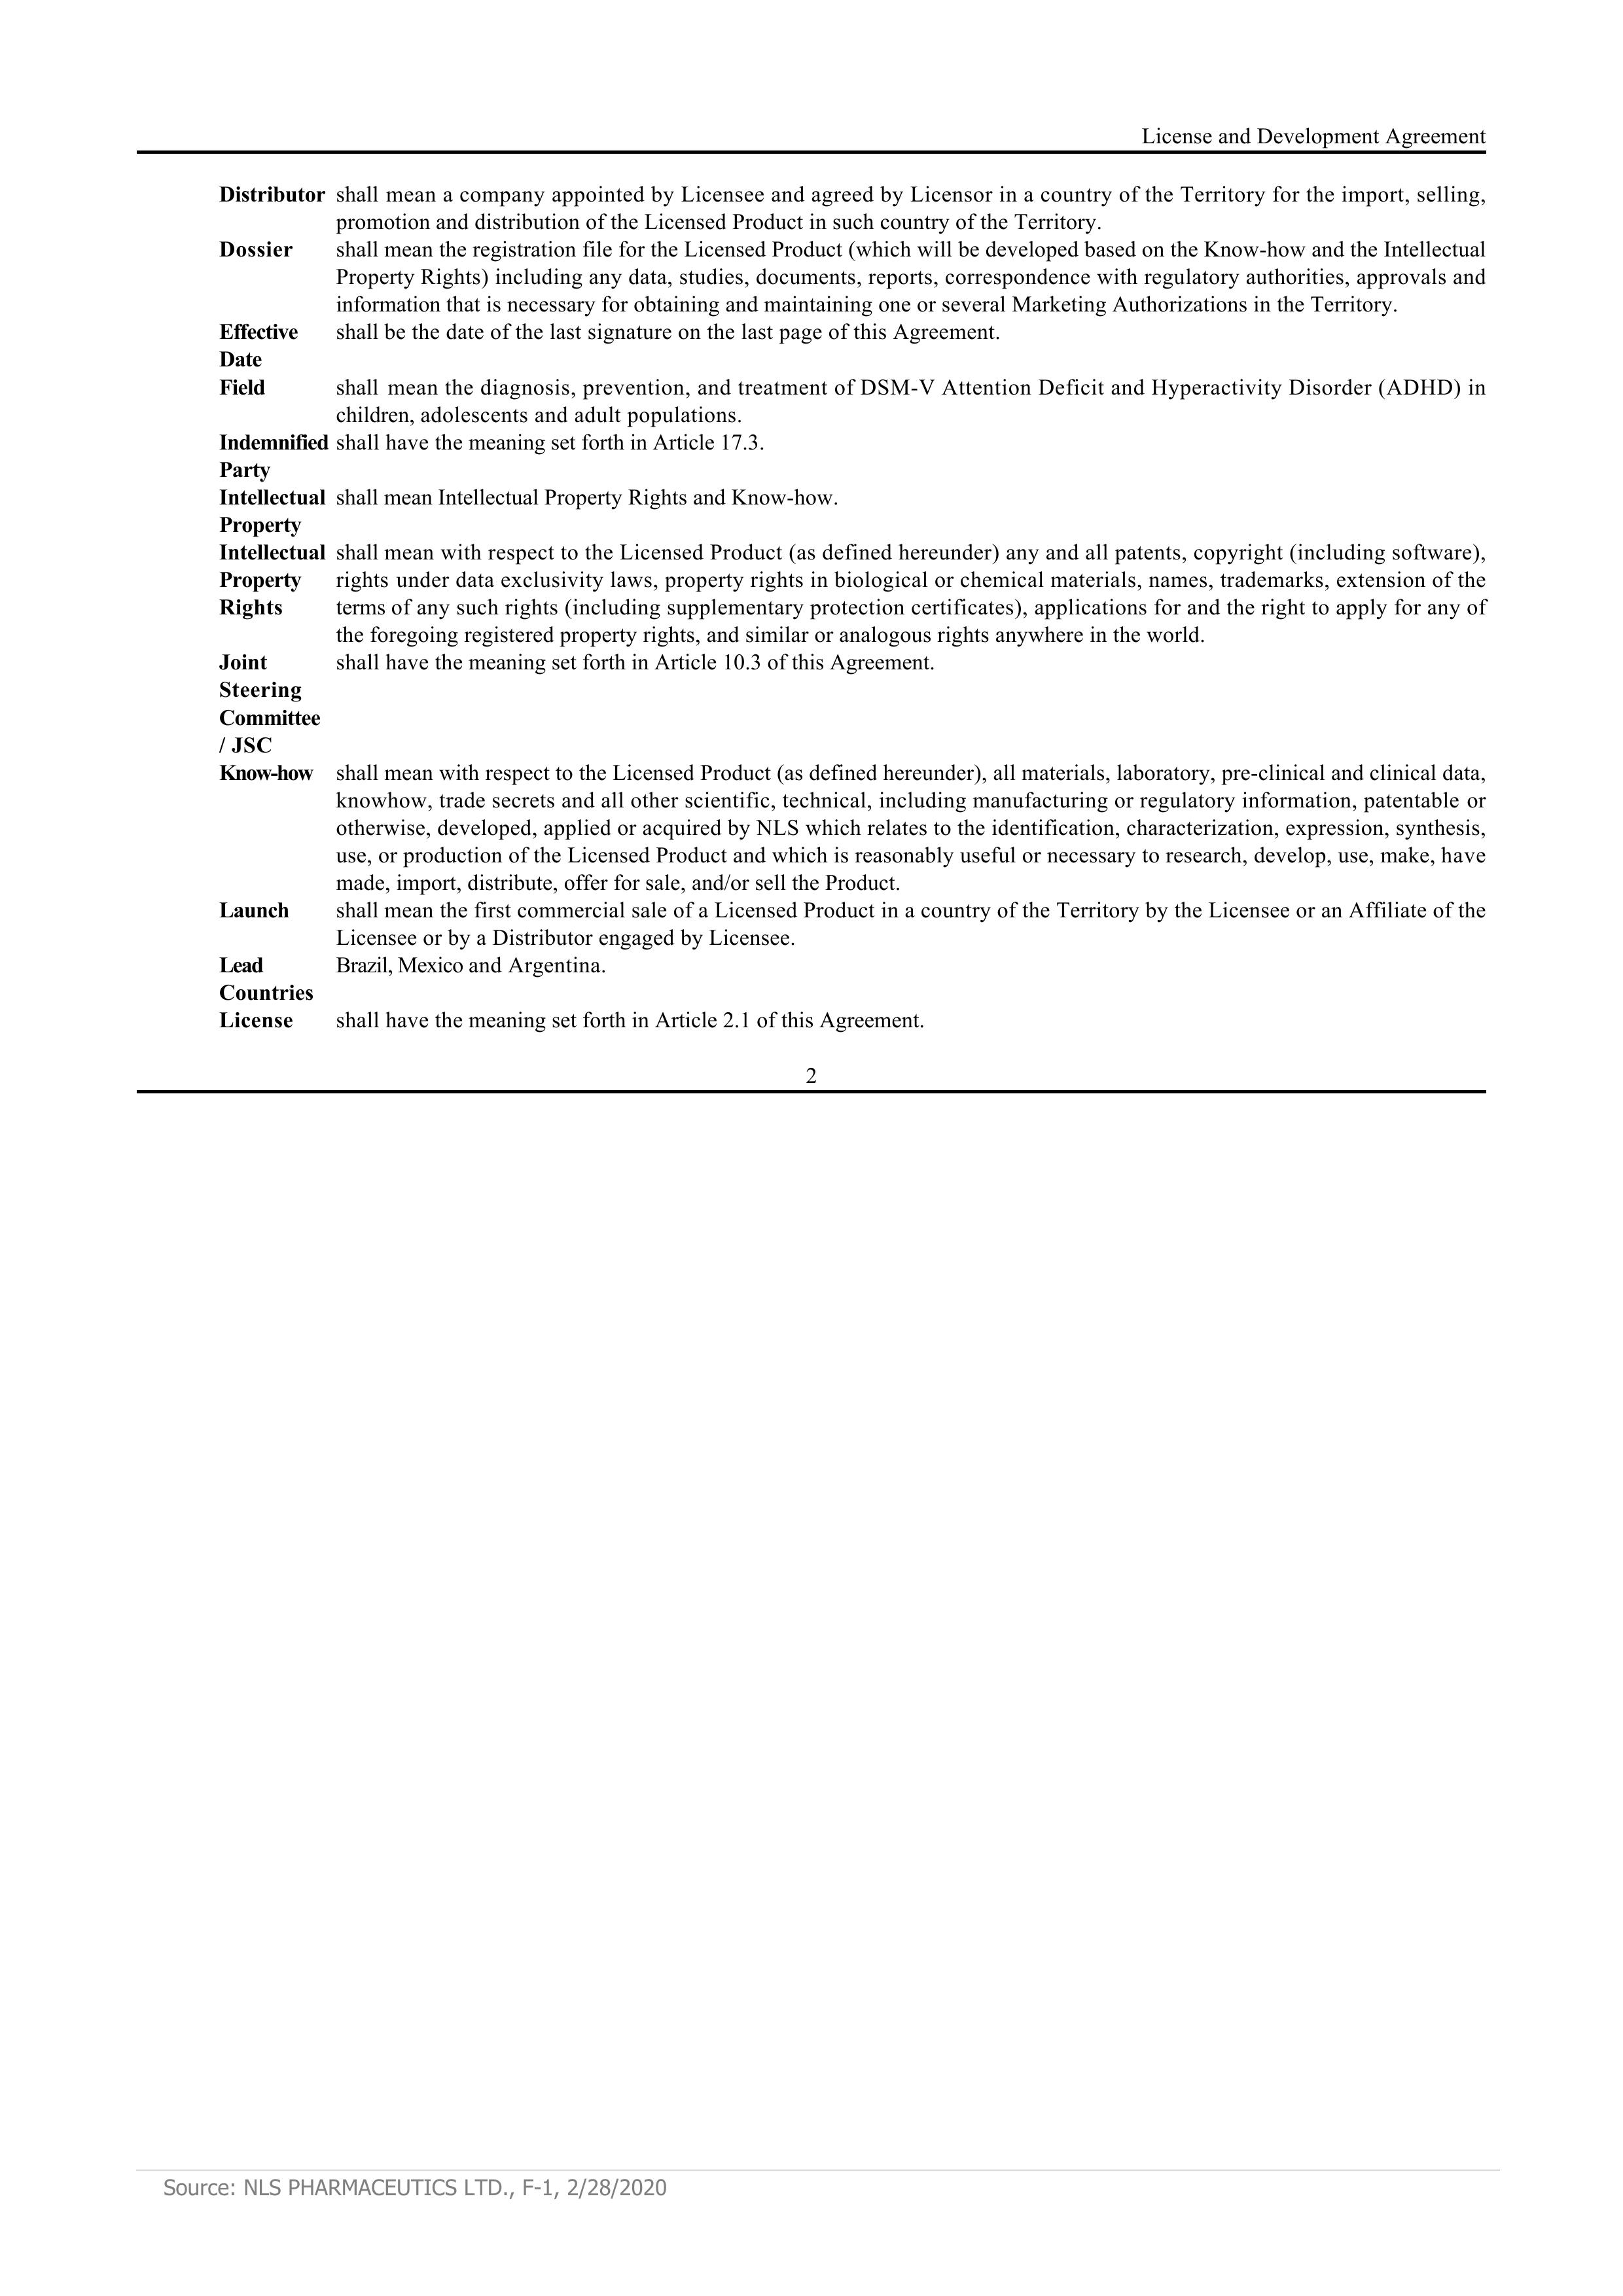 License and Development Agreement
Distributor shall mean a company appointed by Licensee and agreed by Licensor in a country of the Territory for the import, selling,
promotion and distribution of the Licensed Product in such country of the Territory.
Dossier shall mean the registration file for the Licensed Product (which will be developed based on the Know-how and the Intellectual
Property Rights) including any data, studies, documents, reports, correspondence with regulatory authorities, approvals and
information that is necessary for obtaining and maintaining one or several Marketing Authorizations in the Territory.
Effective shall be the date of the last signature on the last page of this Agreement.
Date
Field shall mean the diagnosis, prevention, and treatment of DSM-V Attention Deficit and Hyperactivity Disorder (ADHD) in
children, adolescents and adult populations.
Indemnified shall have the meaning set forth in Article 17.3.
Party
Intellectual shall mean Intellectual Property Rights and Know-how.
Property
Intellectual shall mean with respect to the Licensed Product (as defined hereunder) any and all patents, copyright (including software),
Property rights under data exclusivity laws, property rights in biological or chemical materials, names, trademarks, extension of the
Rights terms of any such rights (including supplementary protection certificates), applications for and the right to apply for any of
the foregoing registered property rights, and similar or analogous rights anywhere in the world.
Joint shall have the meaning set forth in Article 10.3 of this Agreement.
Steering
Committee
/ JSC
Know-how shall mean with respect to the Licensed Product (as defined hereunder), all materials, laboratory, pre-clinical and clinical data,
knowhow, trade secrets and all other scientific, technical, including manufacturing or regulatory information, patentable or
otherwise, developed, applied or acquired by NLS which relates to the identification, characterization, expression, synthesis,
use, or production of the Licensed Product and which is reasonably useful or necessary to research, develop, use, make, have
made, import, distribute, offer for sale, and/or sell the Product.
Launch shall mean the first commercial sale of a Licensed Product in a country of the Territory by the Licensee or an Affiliate of the
Licensee or by a Distributor engaged by Licensee.
Lead Brazil, Mexico and Argentina.
Countries
License shall have the meaning set forth in Article 2.1 of this Agreement.
2
Source: NLS PHARMACEUTICS LTD., F-1, 2/28/2020